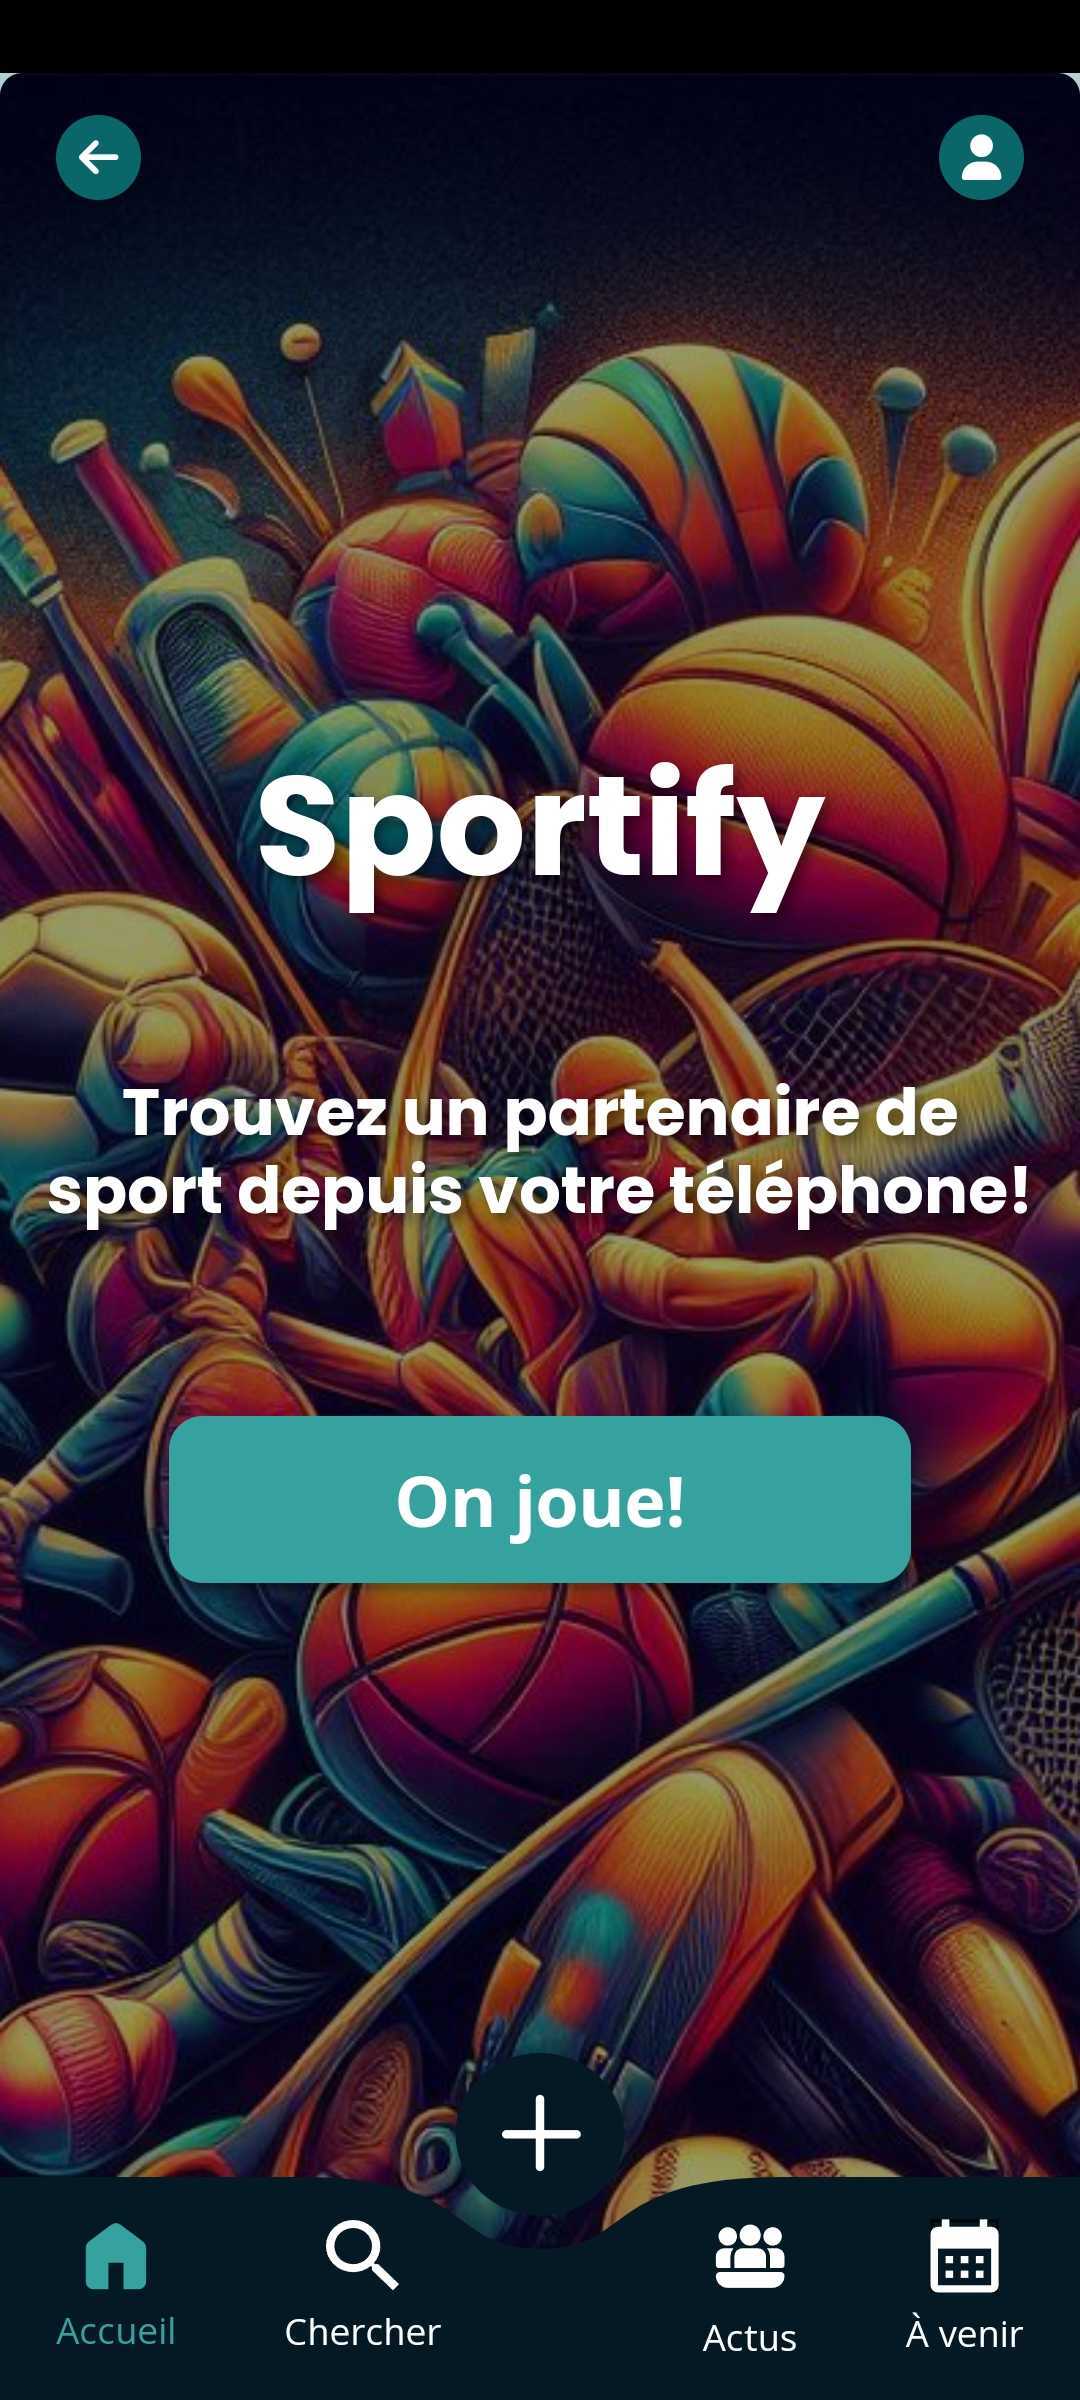 Sportify
Trouvez un partenaire de
sport depuis votre téléphone!
On joue!
Accueil
Chercher
Actus
À venir